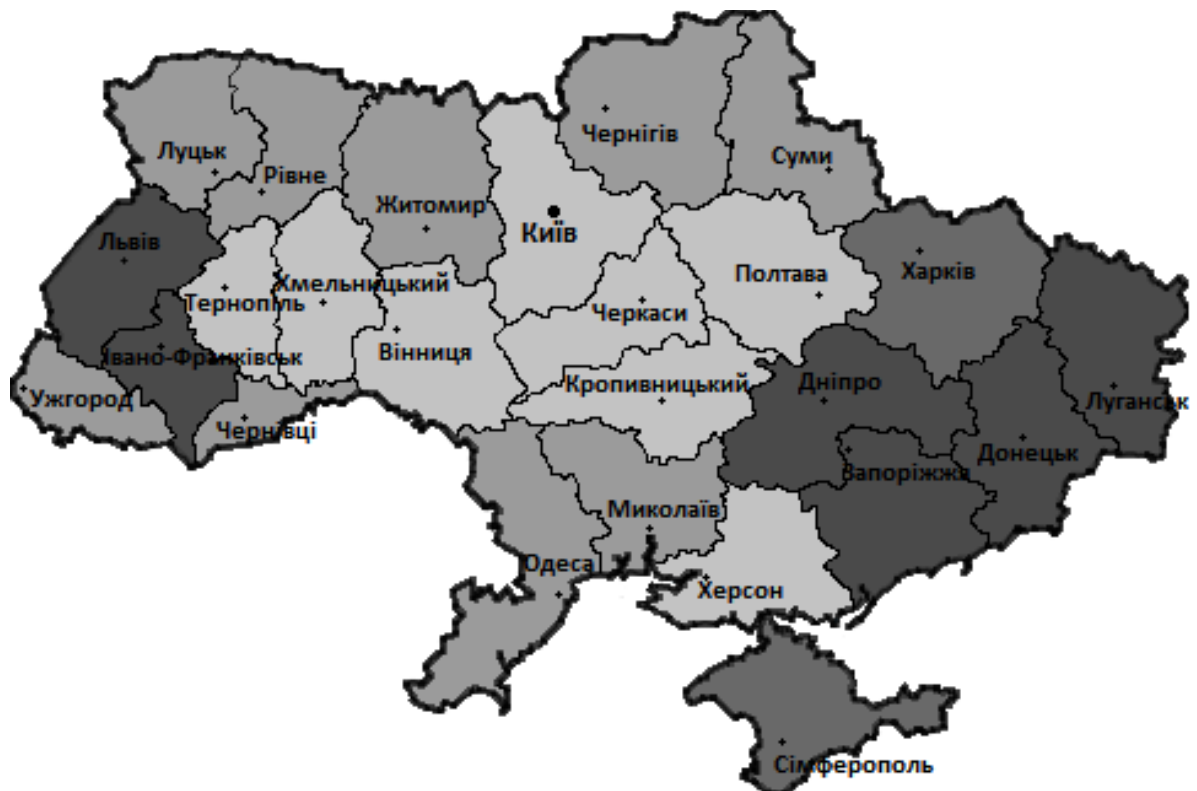 Чернігів
Луцьк
Суми
Рівне
Житомир
Київ
Львів
Харків
Полтава
Хмельницький
Тернопіль
Черкаси
Вінниця
Івано-Франківськ
Кропивницький
Дніпро
Ужгород
Луганськ
Чернівці
Донецьк
Запоріжжя
Миколаїв
Одеса
Херсон
Сімферополь